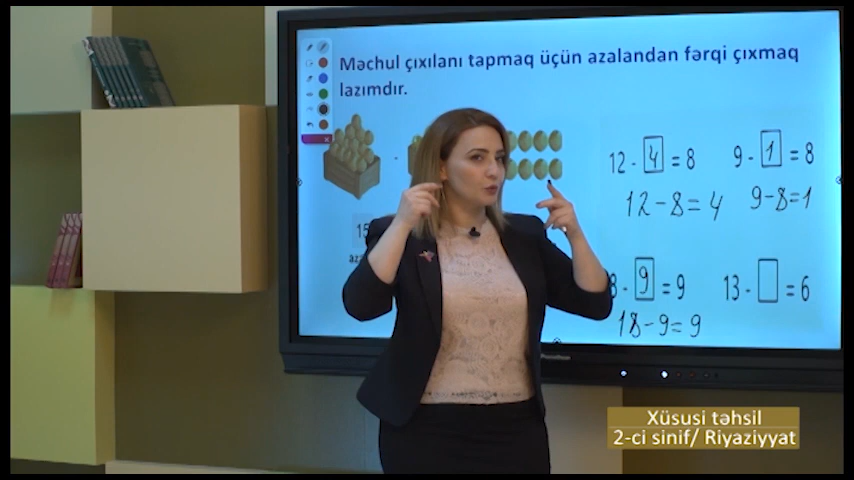 Məchul çıxılanı tapmaq üçün azalandan fərqi çıxmaq
lazımdır.
12 - 4 = 8
9 - 1 = 8
12 - 8 = 4
9 - 8 = 1
15
8 - 9 = 9
13 - □ = 6
18 - 9 = 9
Xüsusi təhsil
2-ci sinif/ Riyaziyyat